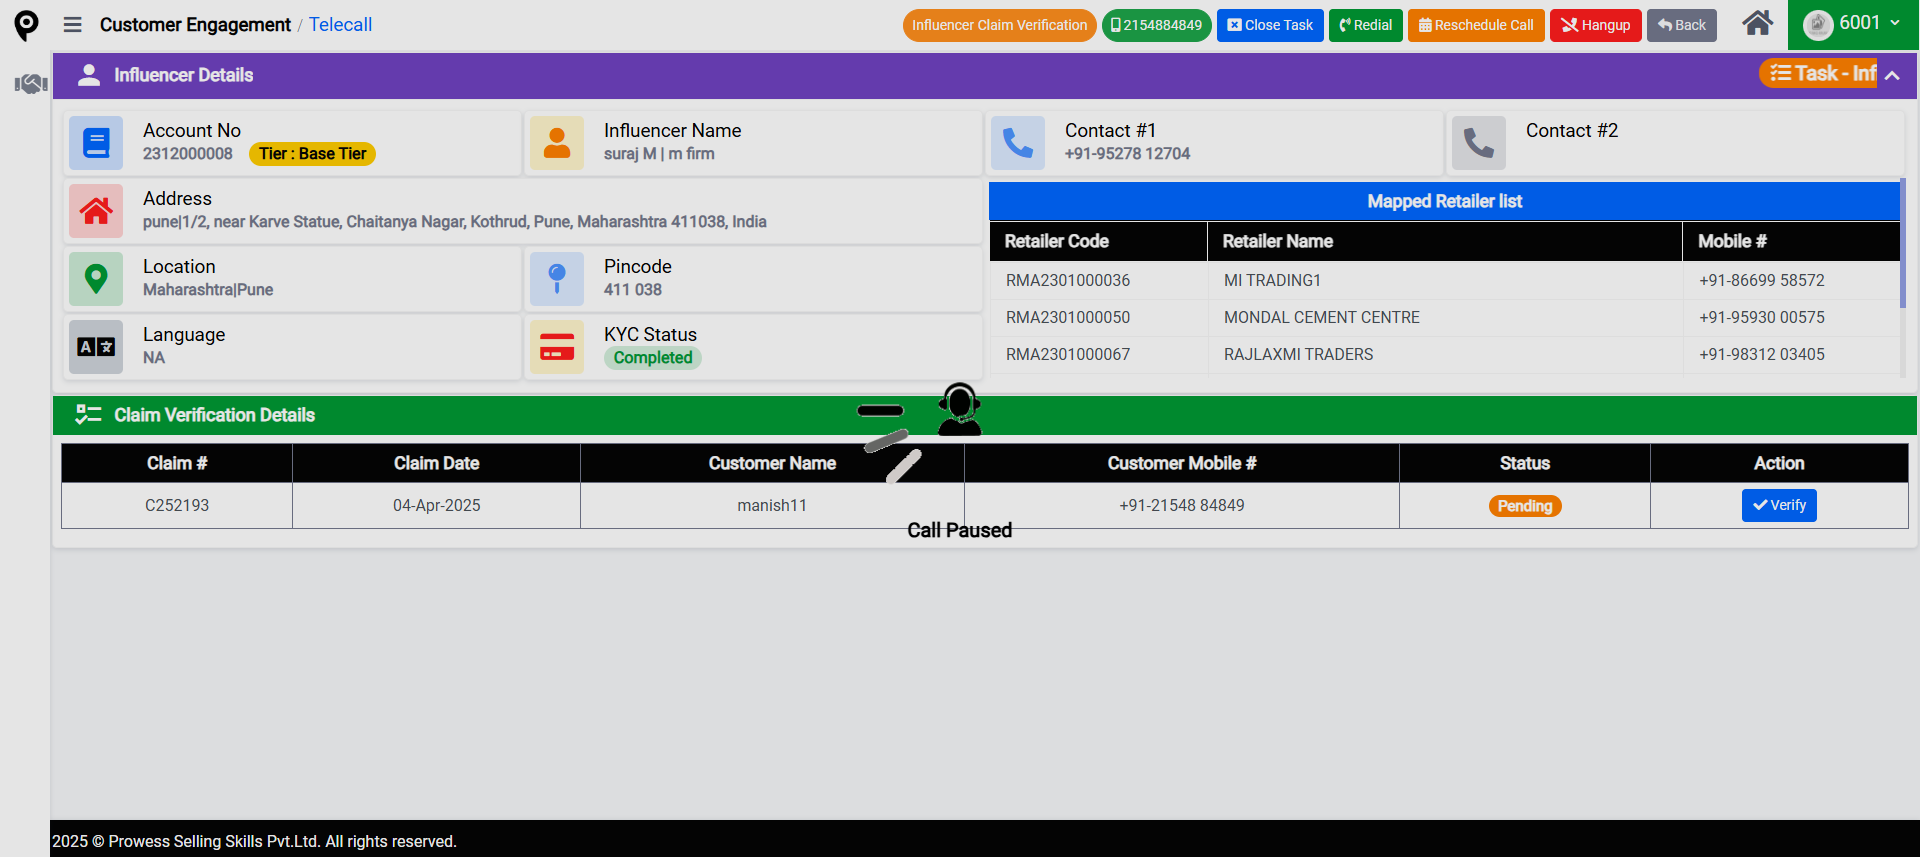 Customer Engagement / Telecall
Influencer Claim Verification
2154884849
Close Task
Redial
Reschedule Call
Hangup
Back
6001
Influencer Details
Task - Inf
Account No
2312000008 Tier : Base Tier
Influencer Name
suraj M | m firm
Contact #1
+91-95278 12704
Contact #2
Address
pune|1/2, near Karve Statue, Chaitanya Nagar, Kothrud, Pune, Maharashtra 411038, India
Location
Maharashtra|Pune
Pincode
411 038
Language
NA
KYC Status
Completed
Mapped Retailer list
Retailer Code Retailer Name Mobile #
RMA2301000036 MI TRADING1 +91-86699 58572
RMA2301000050 MONDAL CEMENT CENTRE +91-95930 00575
RMA2301000067 RAJLAXMI TRADERS +91-98312 03405
Claim Verification Details
Claim # Claim Date Customer Name Customer Mobile # Status Action
C252193 04-Apr-2025 manish11 +91-21548 84849 Pending Verify
Call Paused
2025 © Prowess Selling Skills Pvt.Ltd. All rights reserved.